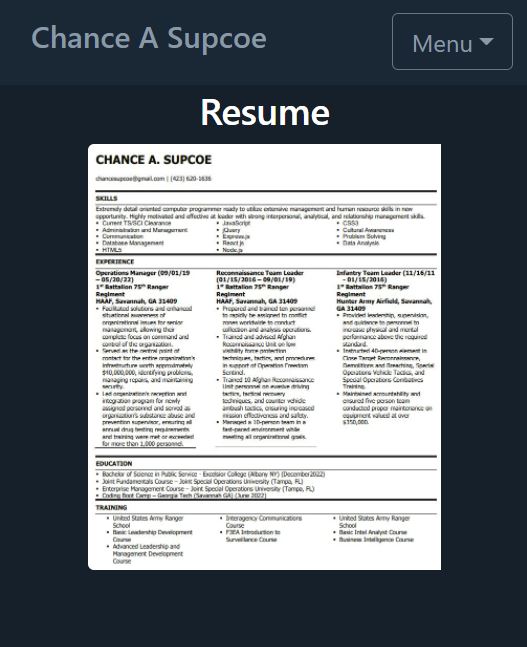 Chance A Supcoe
Menu
Resume
CHANCE A. SUPCOE
chancesupcoe@gmail.com | (423) 620-1636
SKILLS
Extremely detail oriented computer programmer ready to utilize extensive management and human resource skills in new
opportunity. Highly motivated and effective at leader with strong interpersonal, analytical, and relationship management skills.
• Current TS/SCI Clearance
• Administration and Management
• Communication
• Database Management
• HTML5
• JavaScript
• jQuery
• Express.js
• React.js
• Node.js
• CSS3
• Cultural Awareness
• Problem Solving
• Data Analysis
EXPERIENCE
Operations Manager (09/01/19
– 05/20/22)
1st Battalion 75th Ranger
Regiment
HAAF, Savannah, GA 31409
• Facilitated solutions and enhanced
situational awareness of
organizational issues for senior
management, allowing their
complete focus on command and
control of the organization.
• Served as the central point of
contact for the entire organization's
infrastructure worth approximately
$40,000,000, identifying problems,
managing repairs, and maintaining
security.
• Led organization's reception and
integration program for newly
assigned personnel and served as
organization's substance abuse and
prevention supervisor, ensuring all
annual drug testing requirements
and training were met or exceeded
for more than 1,000 personnel.
Reconnaissance Team Leader
(01/15/2016 – 09/01/19)
1st Battalion 75th Ranger
Regiment
HAAF, Savannah, GA 31409
• Prepared and trained ten personnel
to rapidly be assigned to conflict
zones worldwide to conduct
collection and analysis operations.
• Trained and advised Afghan
Reconnaissance Unit on low
visibility force protection
techniques, tactics, and procedures
in support of Operation Freedom
Sentinel.
• Trained 10 Afghan Reconnaissance
Unit personnel on evasive driving
tactics, tactical recovery
techniques, and counter vehicle
ambush tactics, ensuring increased
mission effectiveness and safety.
• Managed a 10-person team in a
fast-paced environment while
meeting all organizational goals.
Infantry Team Leader (11/16/11
- 01/15/2016)
1st Battalion 75th Ranger
Regiment
Hunter Army Airfield, Savannah,
GA 31409
• Provided leadership, supervision,
and guidance to personnel to
increase physical and mental
performance above the required
standard.
• Instructed 40-person element in
Close Target Reconnaissance,
Demolitions and Breaching, Special
Operations Vehicle Tactics, and
Special Operations Combatives
Training.
• Maintained accountability and
ensured five person team
conducted proper maintenance on
equipment valued at over
$350,000.
EDUCATION
• Bachelor of Science in Public Service - Excelsior College (Albany NY) (December2022)
• Joint Fundamentals Course – Joint Special Operations University (Tampa, FL)
• Enterprise Management Course – Joint Special Operations University (Tampa, FL)
• Coding Boot Camp – Georgia Tech (Savannah GA) (June 2022)
TRAINING
• United States Army Ranger
School
• Basic Leadership Development
Course
• Advanced Leadership and
Management Development
Course
• Interagency Communications
Course
• F3EA Introduction to
Surveillance Course
• United States Army Ranger
School
• Basic Intel Analyst Course
• Business Intelligence Course